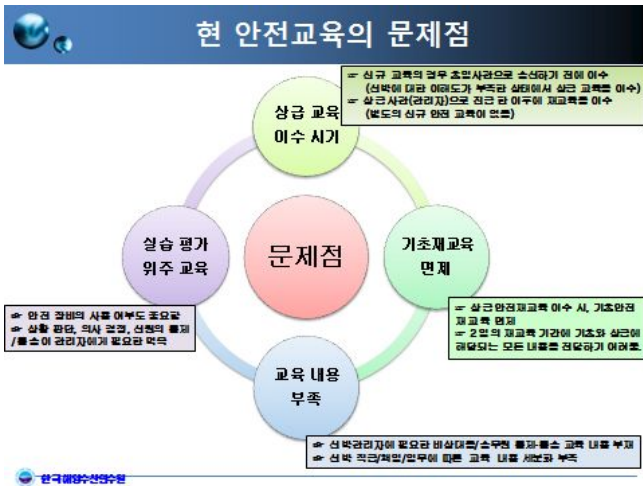 현 안전교육의 문제점
☞ 신규 교육의 경우 초임사관으로 승선하기 전에 이수
(선박에 대한 이해도가 부족한 상태에서 상급 교육을 이수)
☞ 상급사관(관리자)으로 진급 한 이후에 재교육을 이수
(별도의 신규 안전 교육이 없음)
상급 교육
이수 시기
실습 평가
위주 교육
문제점
기초재교육
면제
☞ 안전 장비의 사용 여부도 중요함
☞ 상황 판단, 의사 결정, 선원의 통제
/통솔이 관리자에게 필요한 덕목
☞ 상급안전재교육 이수 시, 기초안전
재교육 면제
☞ 2일의 재교육 기간에 기초와 상급에
해당되는 모든 내용을 전달하기 어려움.
교육 내용
부족
☞ 선박관리자에 필요한 비상대응/승무원 통제·통솔 교육 내용 부재
☞ 선박 직급/책임/임무에 따른 교육 내용 세분화 부족
한국해양수산연수원